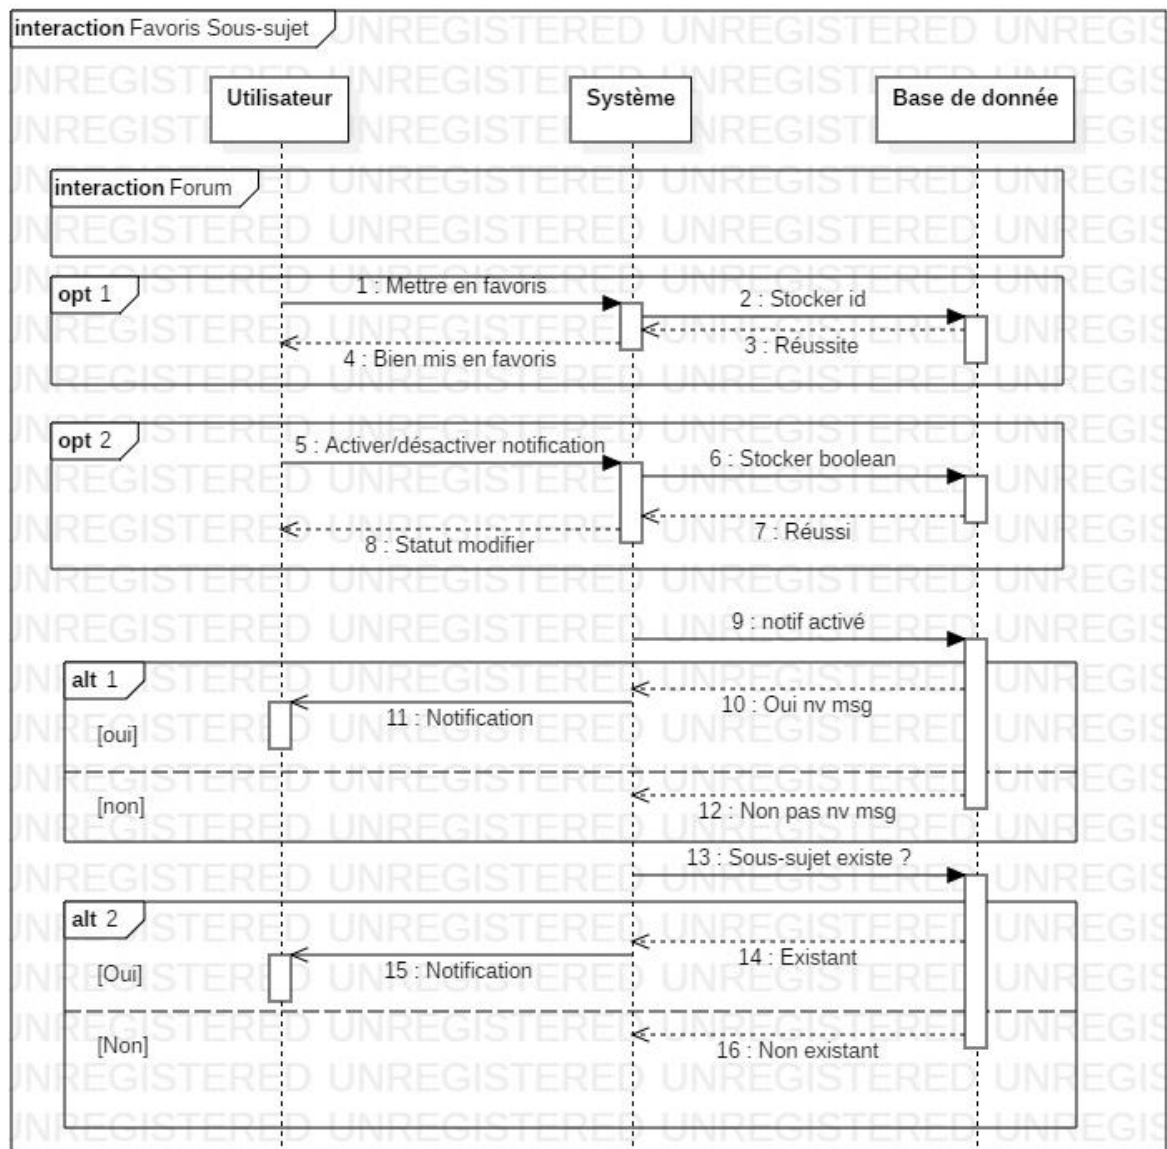 interaction Favoris Sous-sujet
Utilisateur
Système
Base de donnée
interaction Forum
opt 1
1 : Mettre en favoris
2 : Stocker id
3 : Réussite
4 : Bien mis en favoris
opt 2
5 : Activer/désactiver notification
6 : Stocker boolean
7 : Réussi
8 : Statut modifier
9 : notif activé
alt 1
10 : Oui nv msg
11 : Notification
[oui]
[non]
12 : Non pas nv msg
13 : Sous-sujet existe ?
alt 2
14 : Existant
15 : Notification
[Oui]
[Non]
16 : Non existant
UNREGISTERED